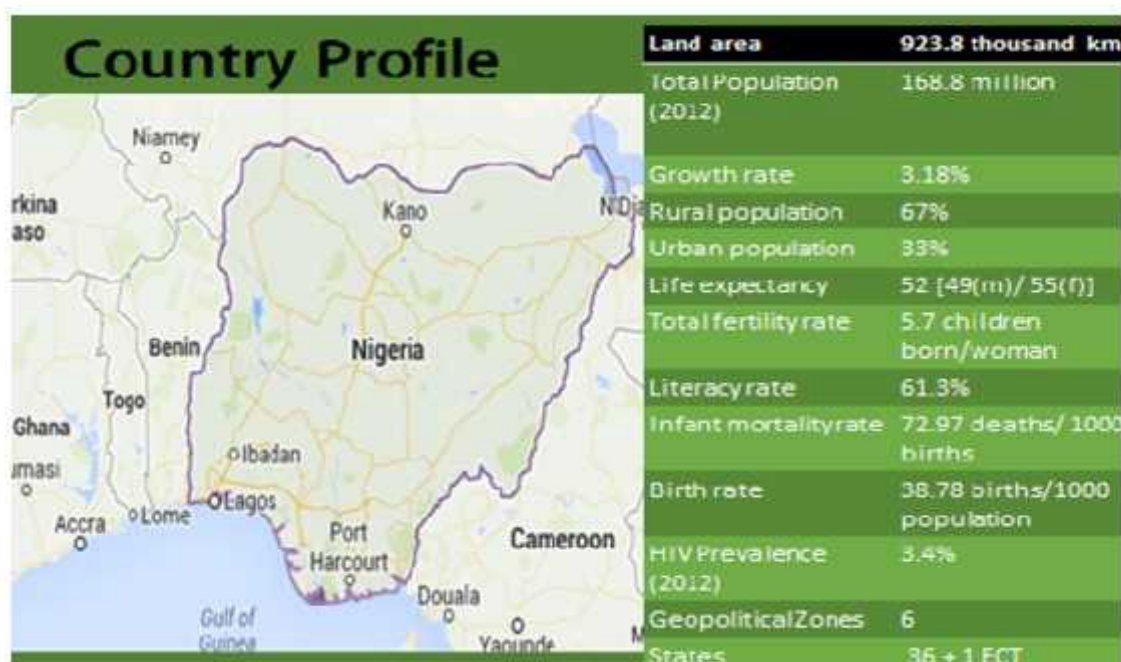 Country Profile
Land area 923.8 thousand km
Total Population 168.8 million
(2012)
Growth rate 3.18%
Rural population 67%
Urban population 33%
Life expectancy 52 [49(m)/ 55(f)]
Total fertility rate 5.7 children
born/woman
Literacy rate 61.3%
Infant mortality rate 72.97 deaths/ 1000
births
Birth rate 38.78 births/1000
population
HIV Prevalence 3.4%
(2012)
Geopolitical Zones 6
States 36 + 1 FCT
Niamey
rkina
aso
Kano
N'Dja
Benin
Nigeria
Togo
Ghana
Ibadan
umasi
Lagos
Lome
Accra
Port
Harcourt
Cameroon
Douala
Gulf of
Guinea
Yaounde